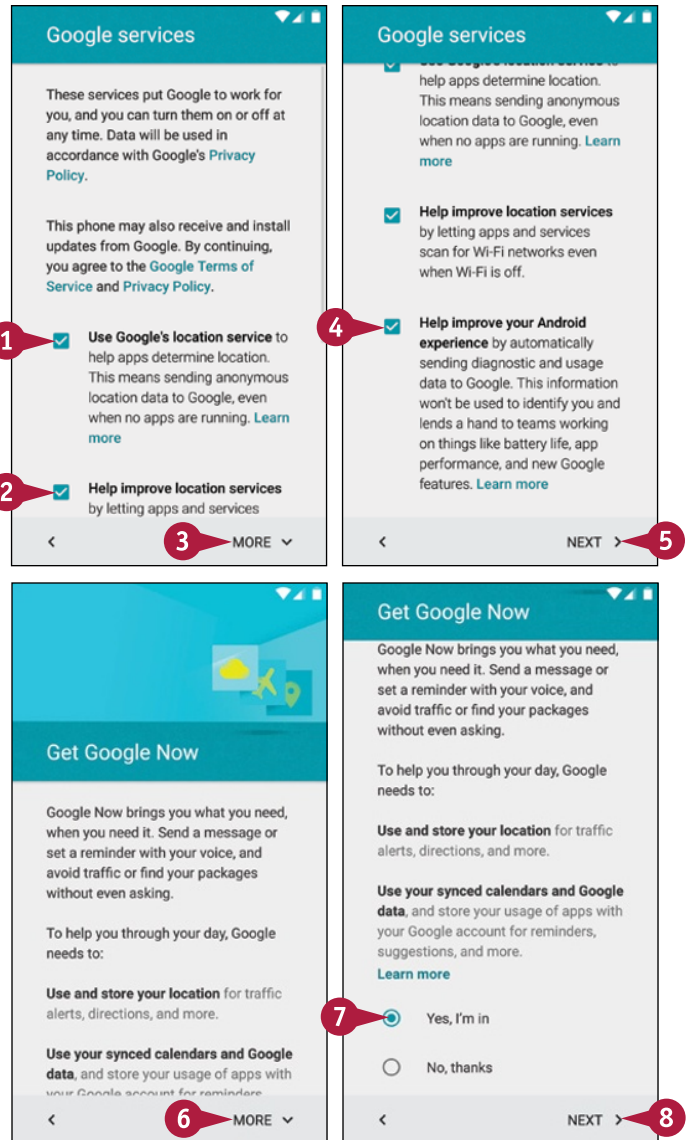 Google services
These services put Google to work for
you, and you can turn them on or off at
any time. Data will be used in
accordance with Google's Privacy
Policy.
This phone may also receive and install
updates from Google. By continuing,
you agree to the Google Terms of
Service and Privacy Policy.
1
Use Google's location service to
help apps determine location.
This means sending anonymous
location data to Google, even
when no apps are running. Learn
more
2
Help improve location services
by letting apps and services
3
MORE
Google services
Use Google's location service to
help apps determine location.
This means sending anonymous
location data to Google, even
when no apps are running. Learn
more
Help improve location services
by letting apps and services
scan for Wi-Fi networks even
when Wi-Fi is off.
4
Help improve your Android
experience by automatically
sending diagnostic and usage
data to Google. This information
won't be used to identify you and
lends a hand to teams working
on things like battery life, app
performance, and new Google
features. Learn more
NEXT
5
Get Google Now
Google Now brings you what you need,
when you need it. Send a message or
set a reminder with your voice, and
avoid traffic or find your packages
without even asking.
To help you through your day, Google
needs to:
Use and store your location for traffic
alerts, directions, and more.
Use your synced calendars and Google
data, and store your usage of apps with
your Google account for reminders,
6
MORE
Get Google Now
Google Now brings you what you need,
when you need it. Send a message or
set a reminder with your voice, and
avoid traffic or find your packages
without even asking.
To help you through your day, Google
needs to:
Use and store your location for traffic
alerts, directions, and more.
Use your synced calendars and Google
data, and store your usage of apps with
your Google account for reminders,
suggestions, and more.
Learn more
7
Yes, I'm in
No, thanks
NEXT
8